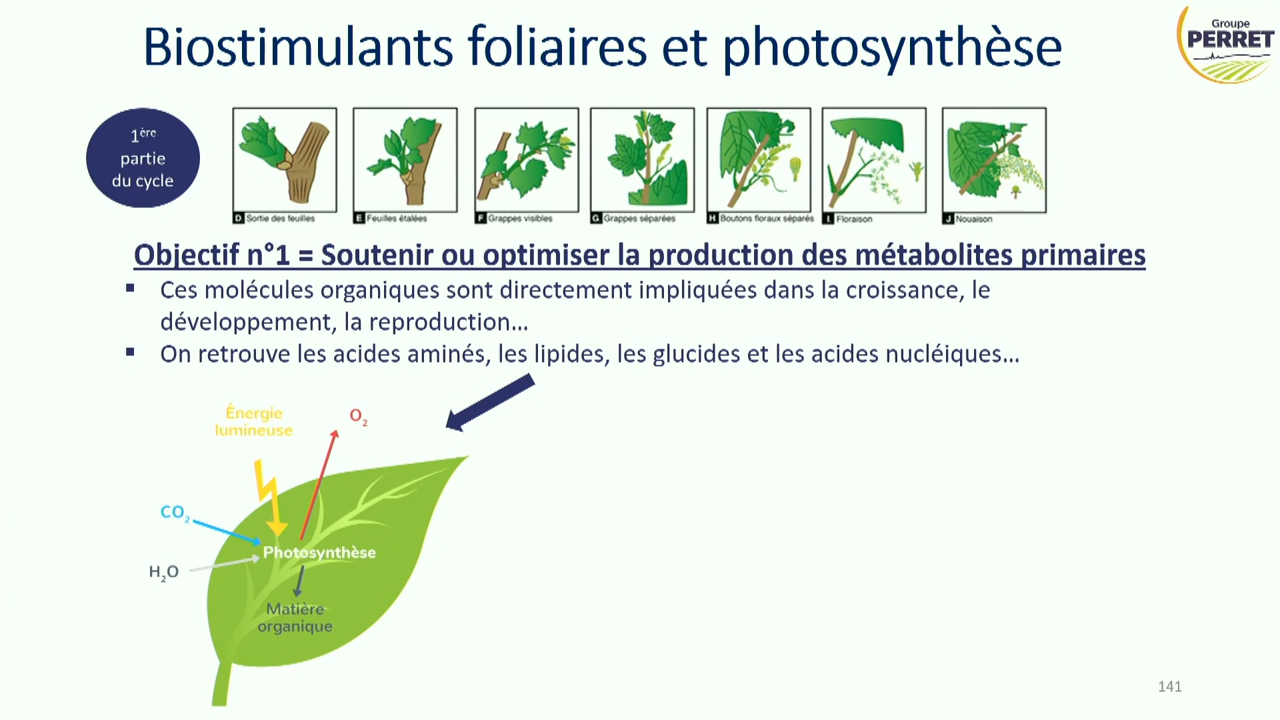 Biostimulants foliaires et photosynthèse
Groupe
PERRET
1ère
partie
du cycle
D Sortie des feuilles
E Feuilles étalées
F Grappes visibles
G Grappes séparées
H Boutons floraux séparés
I Floraison
J Nouaison
Objectif n°1 = Soutenir ou optimiser la production des métabolites primaires
▪ Ces molécules organiques sont directement impliquées dans la croissance, le
développement, la reproduction…
▪ On retrouve les acides aminés, les lipides, les glucides et les acides nucléiques…
Énergie
lumineuse
O2
CO2
Photosynthèse
H2O
Matière
organique
141